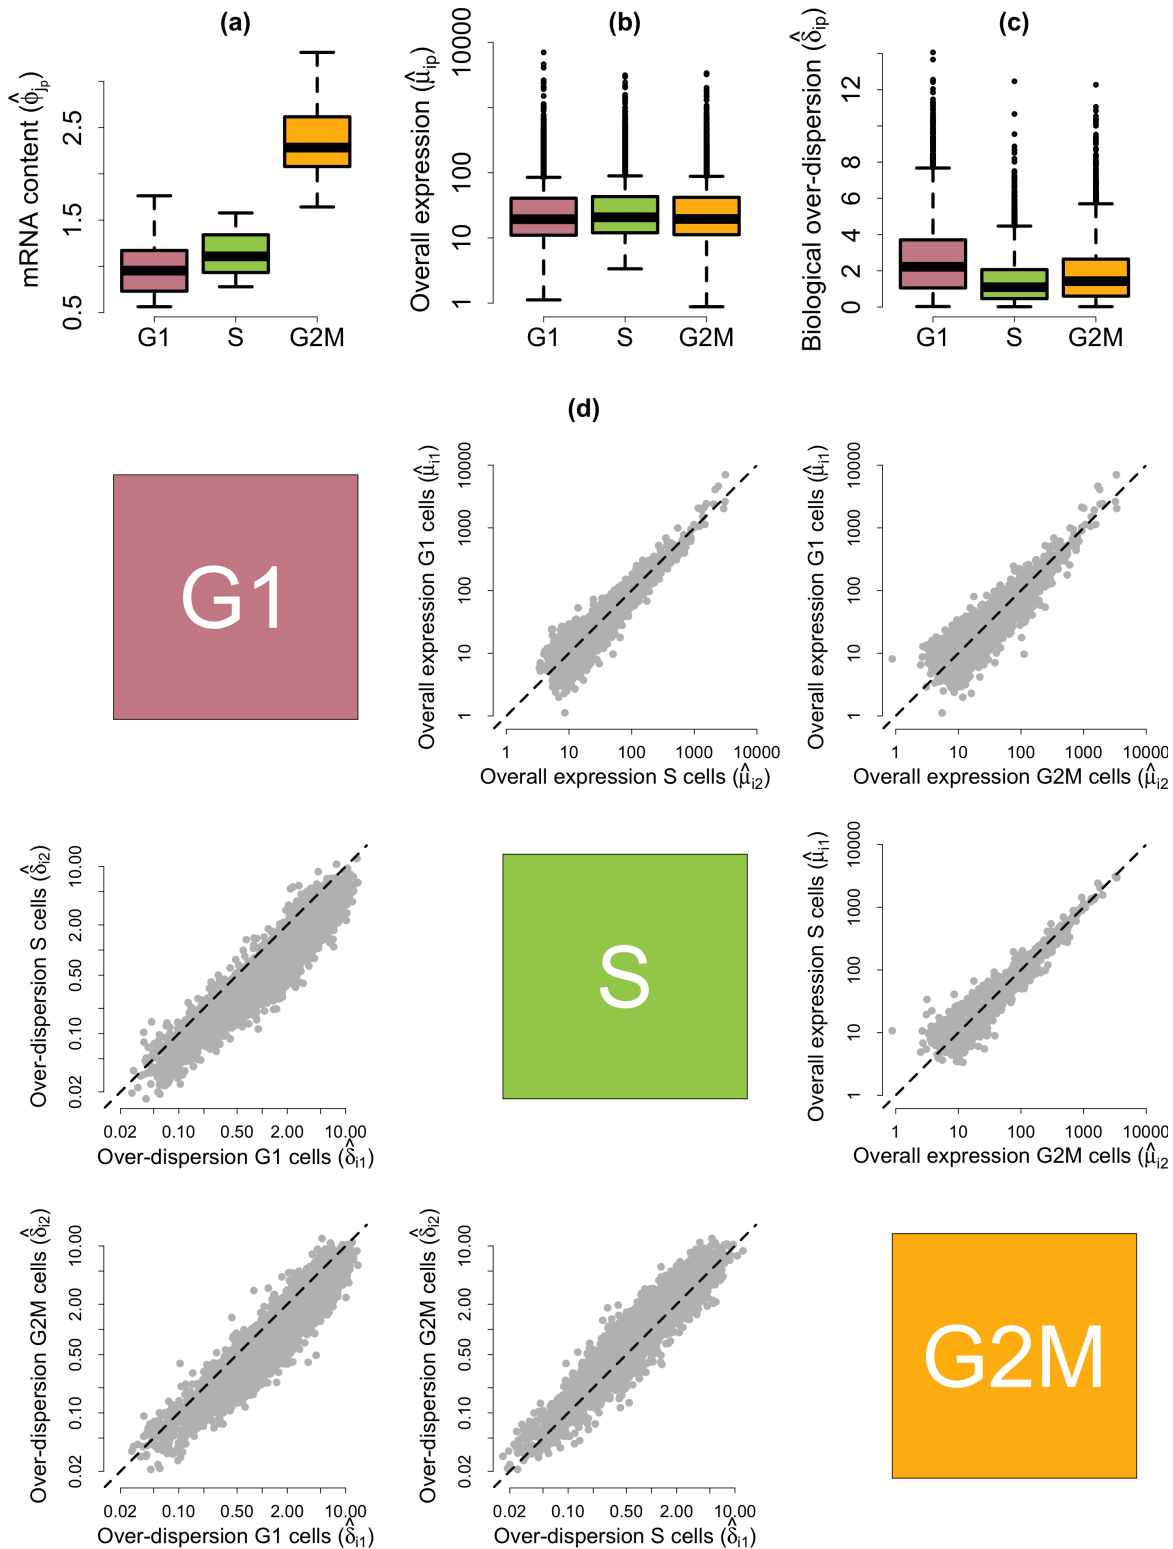 (a)
mRNA content (ϕ̂jp)
0.5 1.5 2.5
G1 S G2M
(b)
Overall expression (μ̂ip)
1 10 100 10000
G1 S G2M
(c)
Biological over-dispersion (δ̂ip)
0 2 4 6 8 12
G1 S G2M
(d)
G1
Overall expression G1 cells (μ̂i1)
1 10 100 1000 10000
1 10 100 1000 10000
Overall expression S cells (μ̂i2)
Overall expression G1 cells (μ̂i1)
1 10 100 1000 10000
1 10 100 1000 10000
Overall expression G2M cells (μ̂i2
Over-dispersion S cells (δ̂i2)
0.02 0.10 0.50 2.00 10.00
0.02 0.10 0.50 2.00 10.00
Over-dispersion G1 cells (δ̂i1)
S
Overall expression S cells (μ̂i1)
1 10 100 1000 10000
1 10 100 1000 10000
Overall expression G2M cells (μ̂i2
Over-dispersion G2M cells (δ̂i2)
0.02 0.10 0.50 2.00 10.00
0.02 0.10 0.50 2.00 10.00
Over-dispersion G1 cells (δ̂i1)
Over-dispersion G2M cells (δ̂i2)
0.02 0.10 0.50 2.00 10.00
0.02 0.10 0.50 2.00 10.00
Over-dispersion S cells (δ̂i1)
G2M